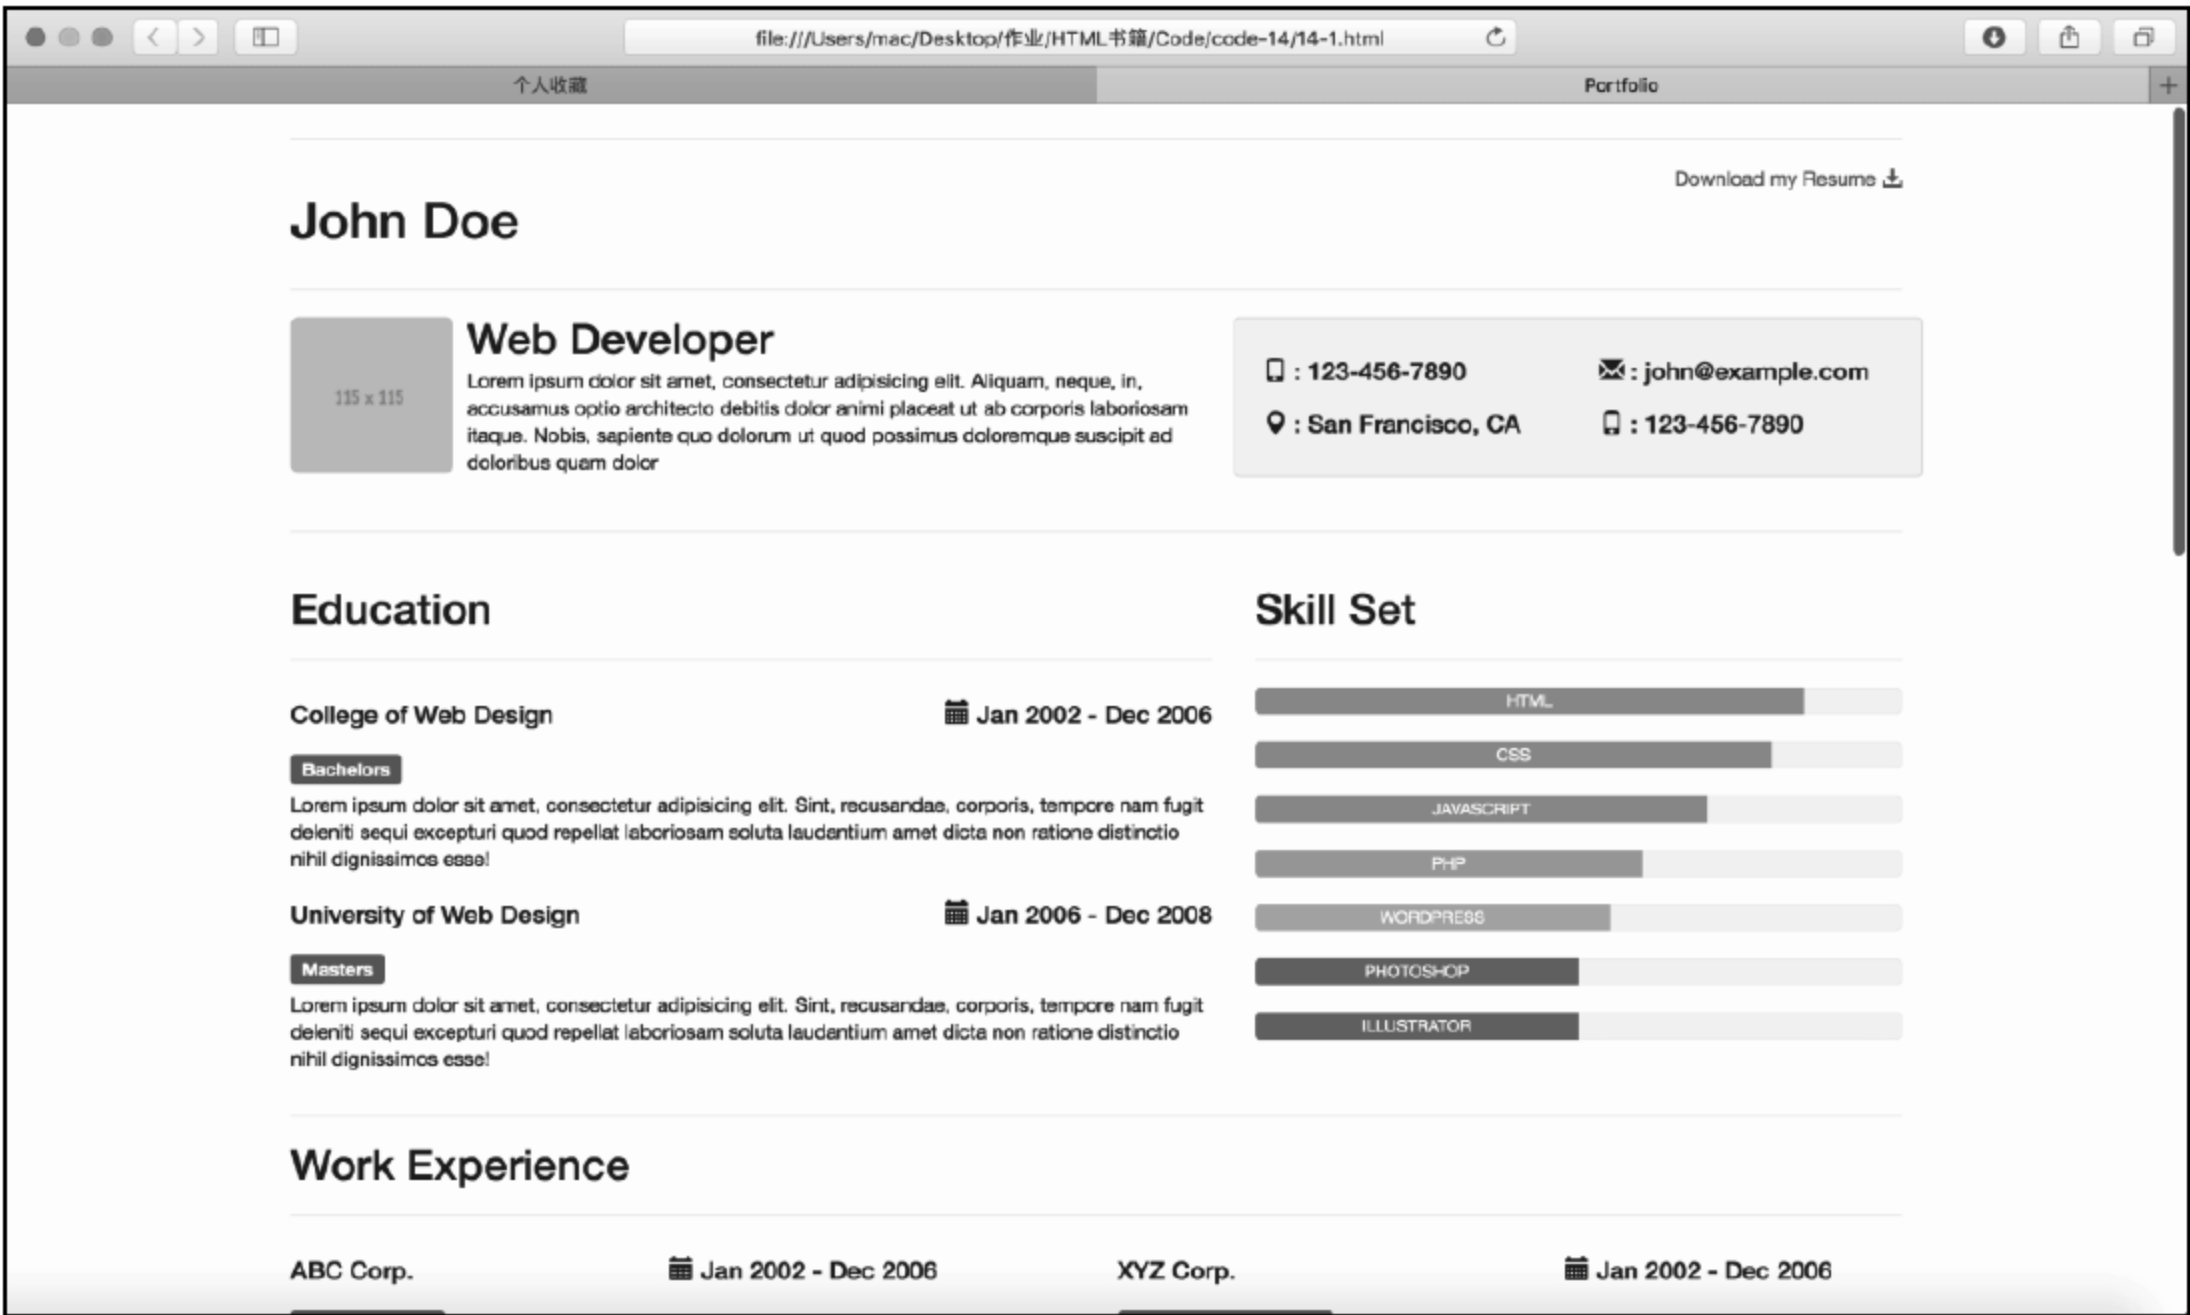 file:///Users/mac/Desktop/作业/HTML书籍/Code/code-14/14-1.html
个人收藏
Portfolio
Download my Resume
John Doe
115 x 115
Web Developer
Lorem ipsum dolor sit amet, consectetur adipisicing elit. Aliquam, neque, in,
accusamus optio architecto debitis dolor animi placeat ut ab corporis laboriosam
itaque. Nobis, sapiente quo dolorum ut quod possimus doloremque suscipit ad
doloribus quam dolor
: 123-456-7890
: john@example.com
: San Francisco, CA
: 123-456-7890
Education
College of Web Design
Jan 2002 - Dec 2006
Bachelors
Lorem ipsum dolor sit amet, consectetur adipisicing elit. Sint, recusandae, corporis, tempore nam fugit
deleniti sequi excepturi quod repellat laboriosam soluta laudantium amet dicta non ratione distinctio
nihil dignissimos esse!
University of Web Design
Jan 2006 - Dec 2008
Masters
Lorem ipsum dolor sit amet, consectetur adipisicing elit. Sint, recusandae, corporis, tempore nam fugit
deleniti sequi excepturi quod repellat laboriosam soluta laudantium amet dicta non ratione distinctio
nihil dignissimos esse!
Skill Set
HTML
CSS
JAVASCRIPT
PHP
WORDPRESS
PHOTOSHOP
ILLUSTRATOR
Work Experience
ABC Corp.
Jan 2002 - Dec 2006
XYZ Corp.
Jan 2002 - Dec 2006